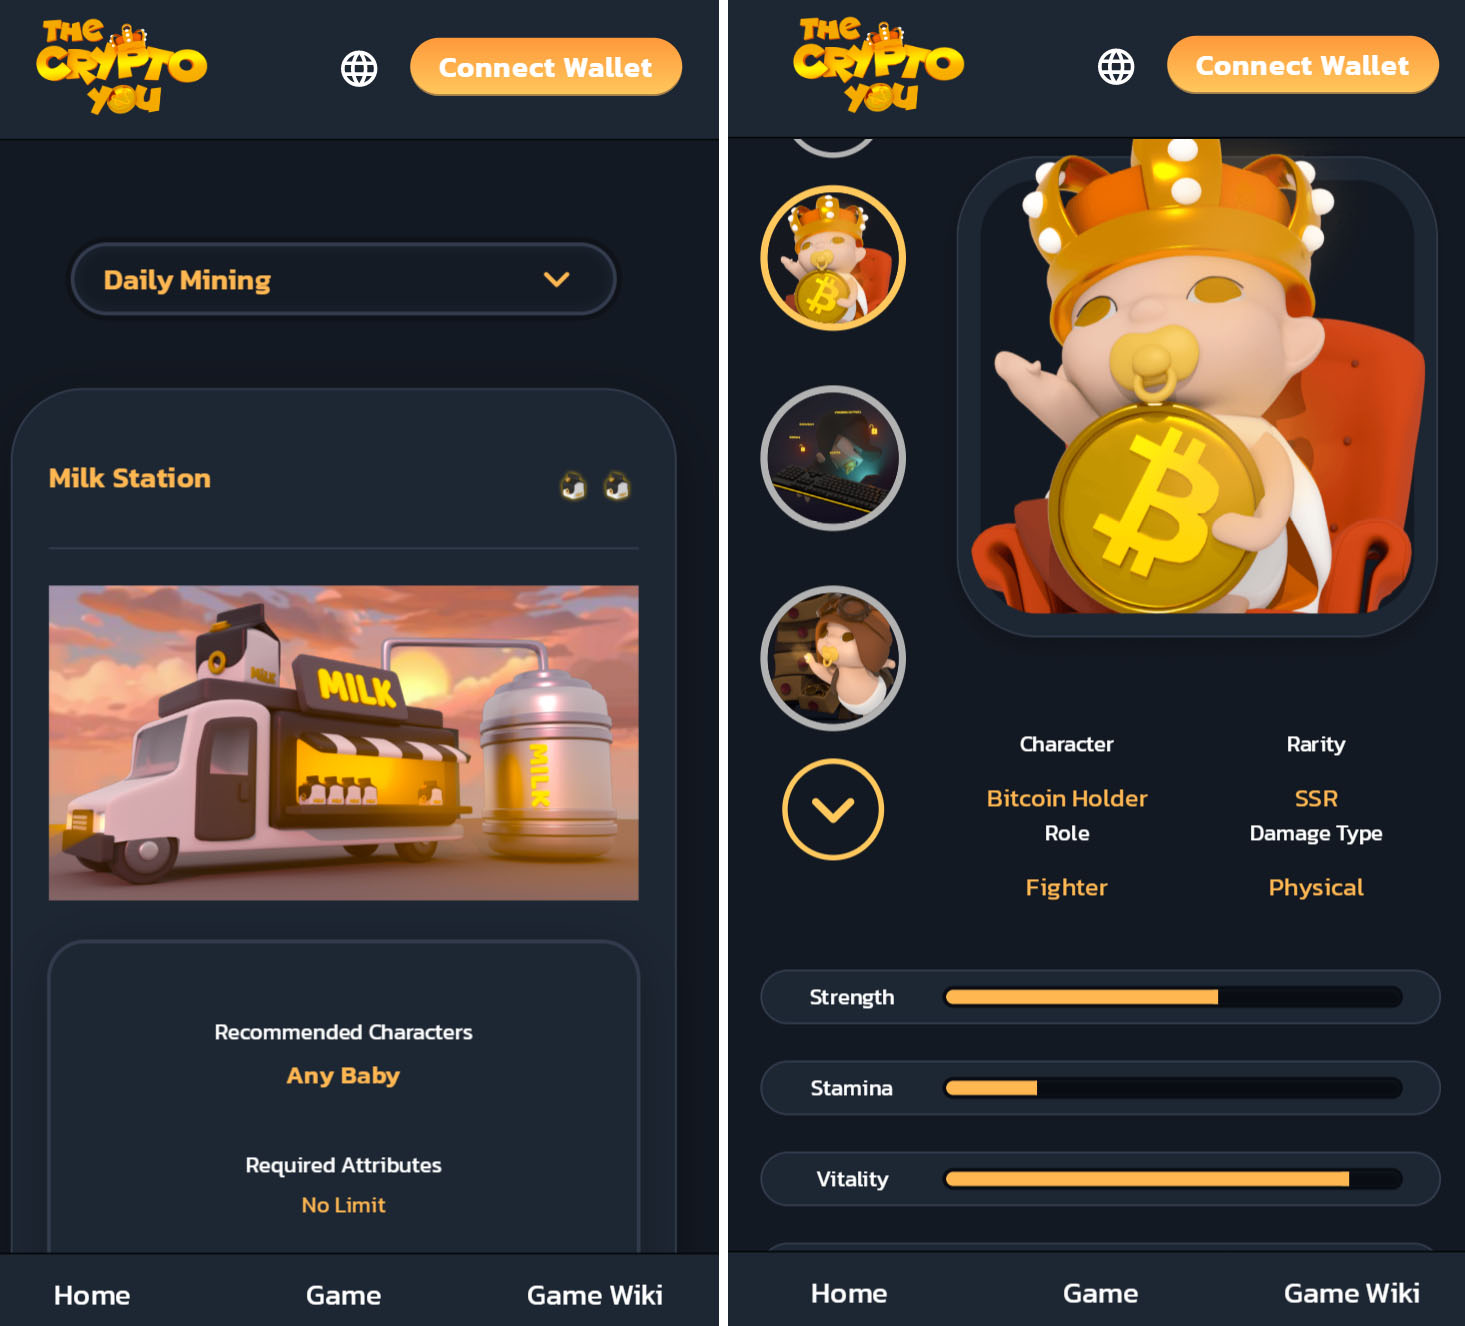 THE
CRYPTO
YOU
Connect Wallet
Daily Mining
Milk Station
MILK
MILK
MILK
Recommended Characters
Any Baby
Required Attributes
No Limit
Home
Game
Game Wiki
THE
CRYPTO
YOU
Connect Wallet
Character
Rarity
Bitcoin Holder
SSR
Role
Damage Type
Fighter
Physical
Strength
Stamina
Vitality
Home
Game
Game Wiki